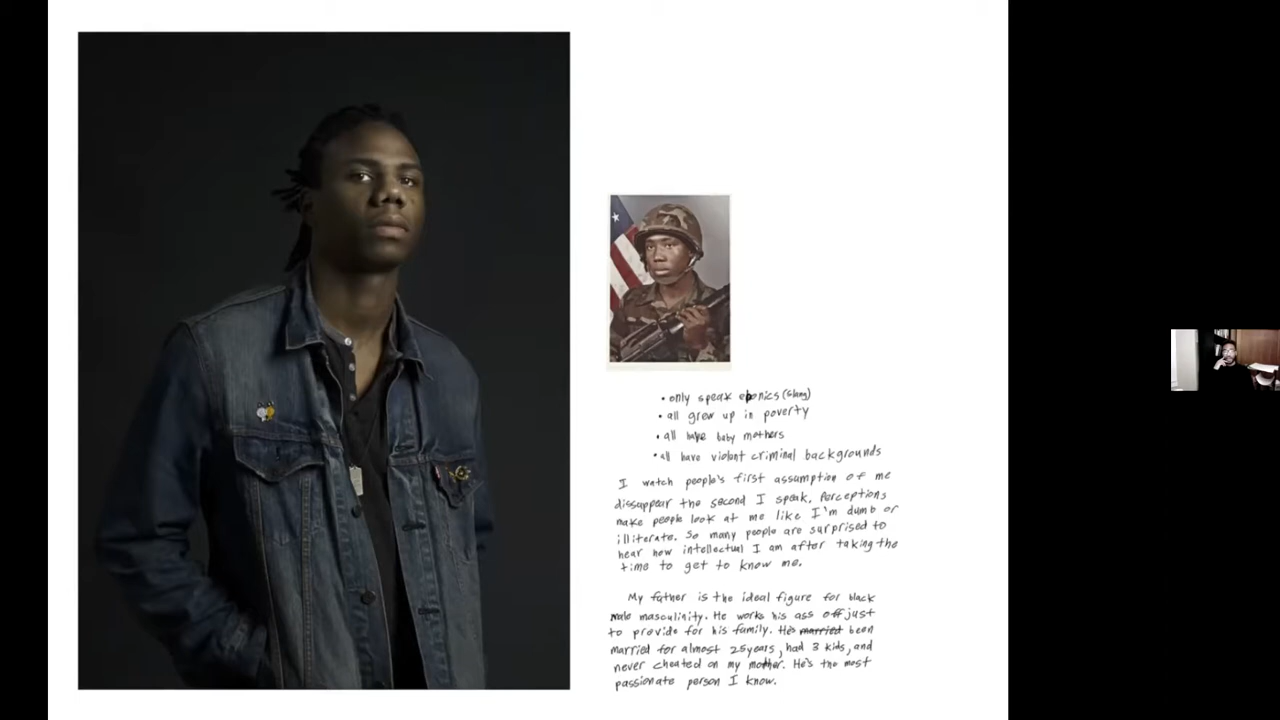 • only speak ebonics (slang)
• all grew up in poverty
• all have baby mothers
• all have violent criminal backgrounds
I watch people's first assumption of me
dissappear the second I speak. Perceptions
make people look at me like I'm dumb or
illiterate. So many people are surprised to
hear how intellectual I am after taking the
time to get to know me.
My father is the ideal figure for black
male masculinity. He works his ass off just
to provide for his family. He's married been
married for almost 25 years, had 3 kids, and
never cheated on my mother. He's the most
passionate person I know.